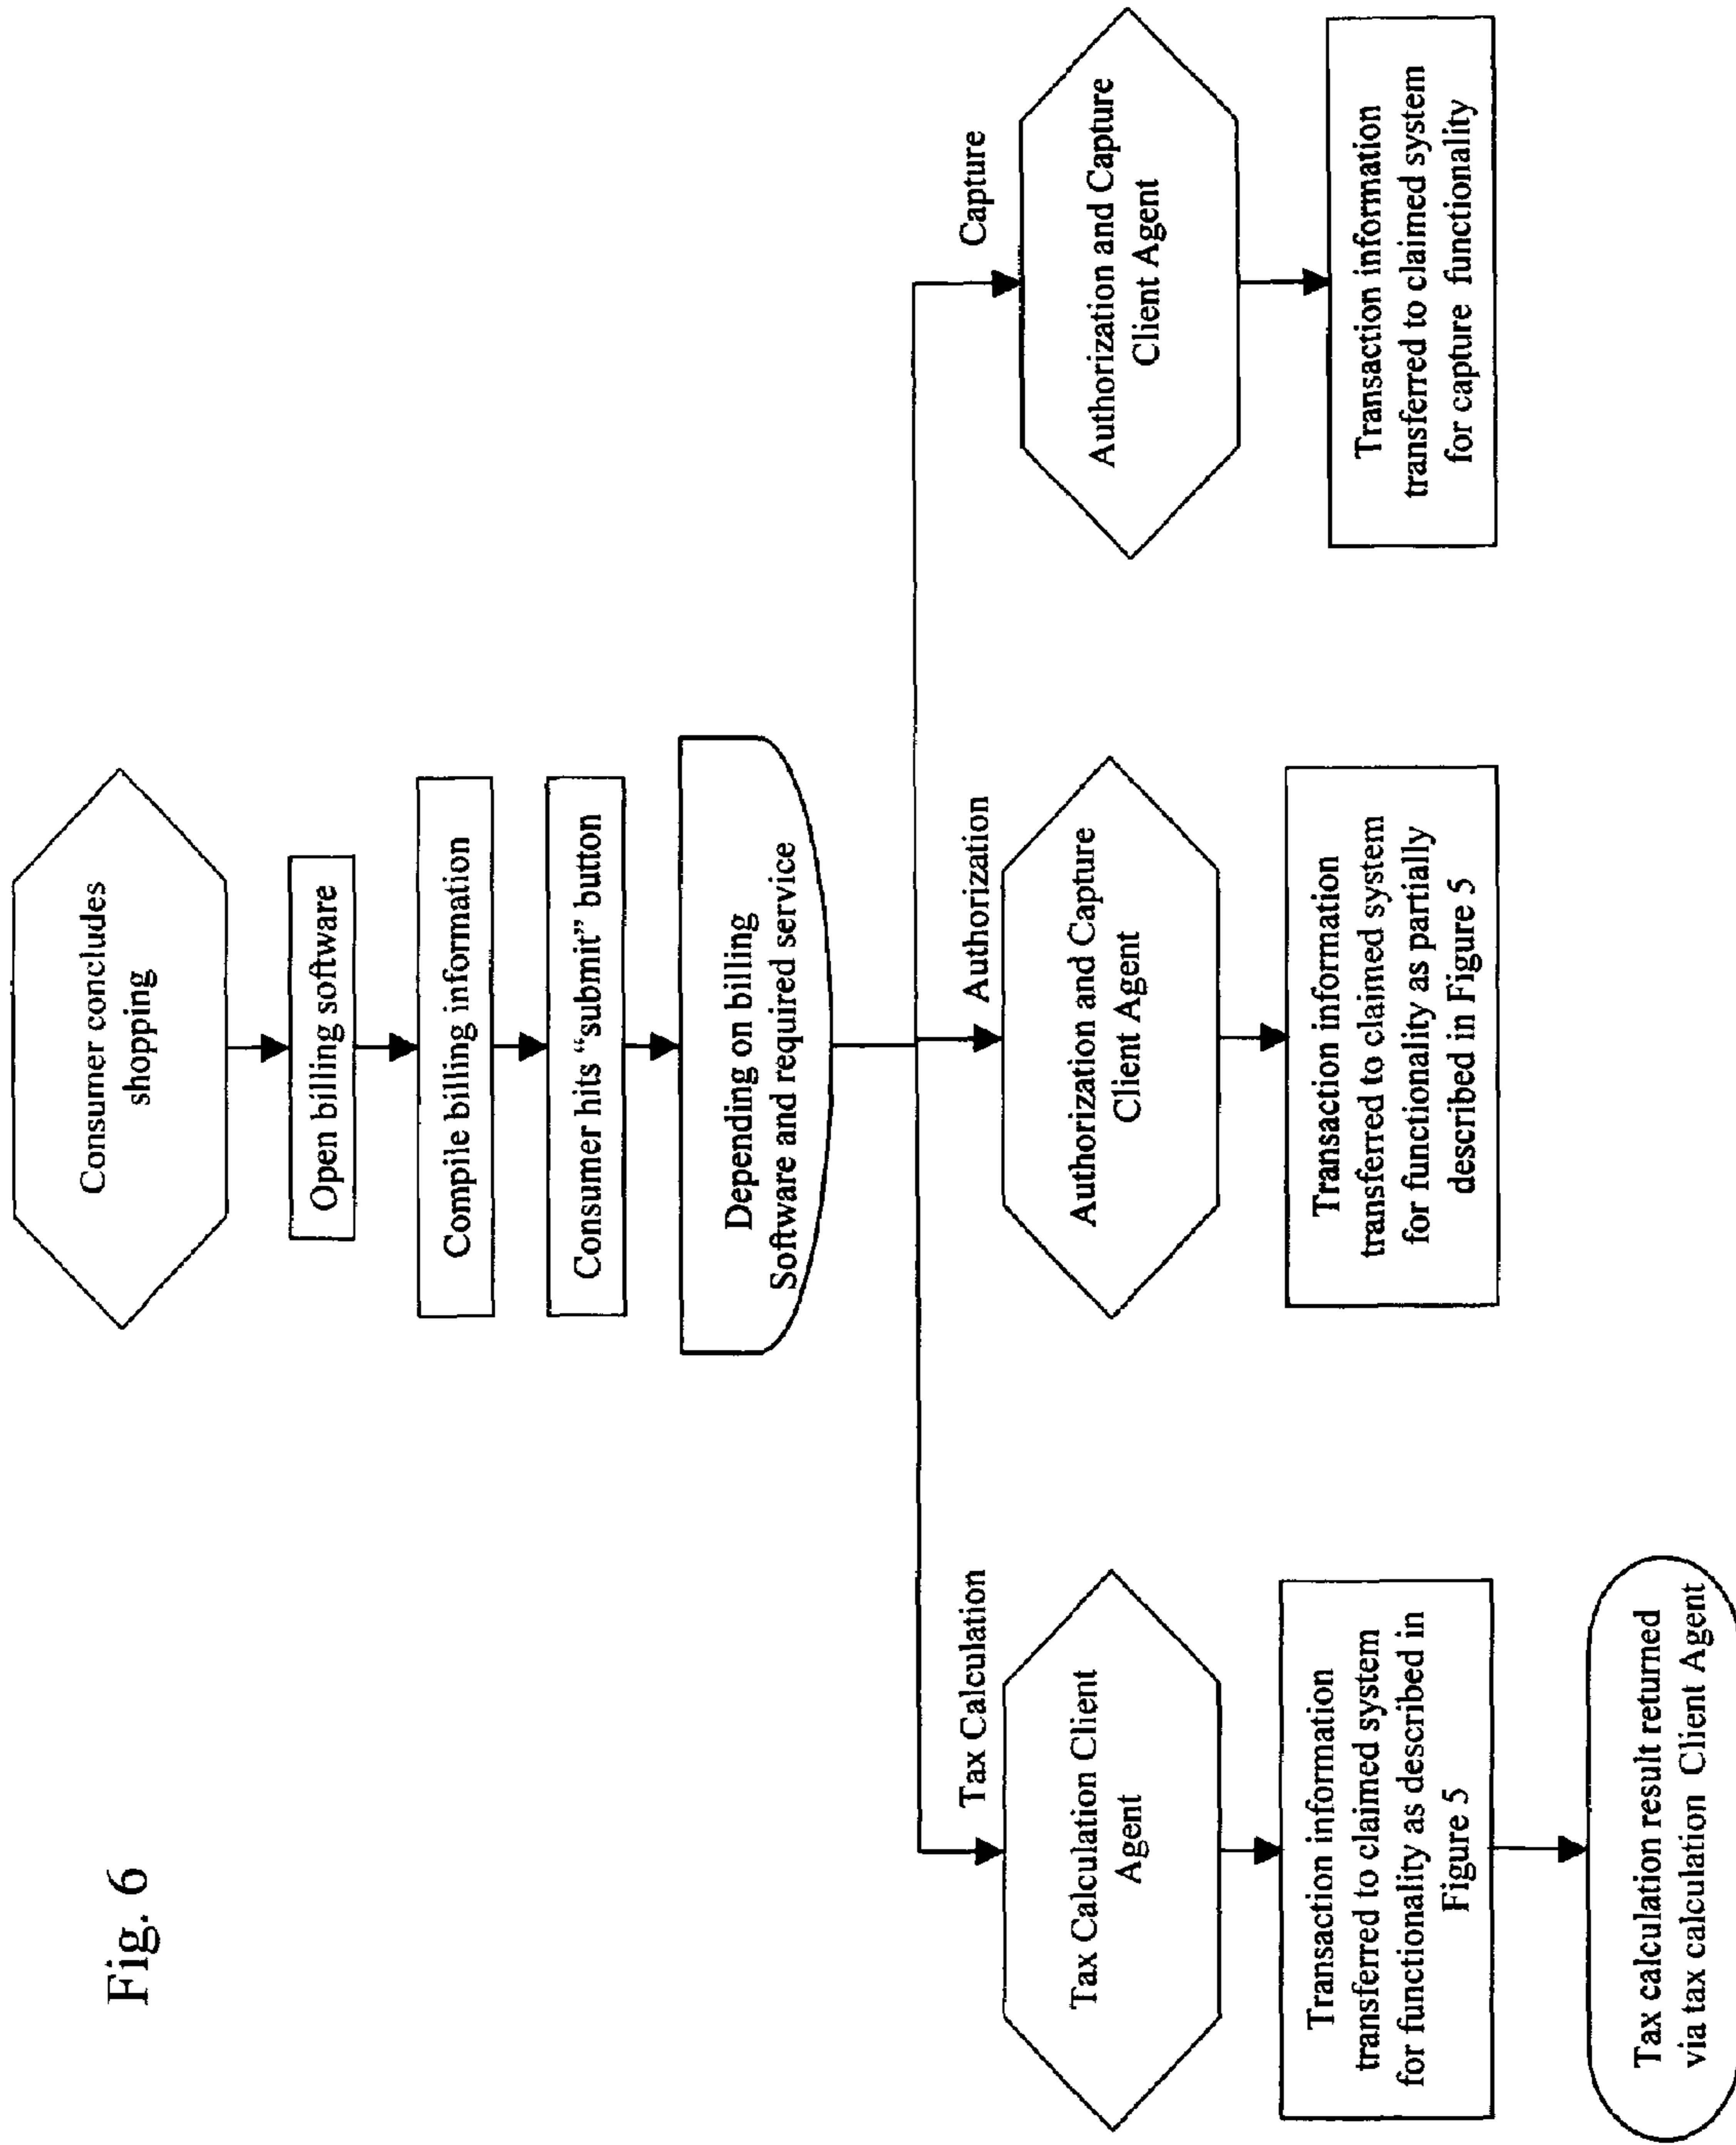 Fig. 6
Consumer concludes
shopping
Open billing software
Compile billing information
Consumer hits “submit” button
Depending on billing
Software and required service
Tax Calculation
Tax Calculation Client
Agent
Transaction information
transferred to claimed system
for functionality as described in
Figure 5
Tax calculation result returned
via tax calculation Client Agent
Authorization
Authorization and Capture
Client Agent
Transaction information
transferred to claimed system
for functionality as partially
described in Figure 5
Capture
Authorization and Capture
Client Agent
Transaction information
transferred to claimed system
for capture functionality